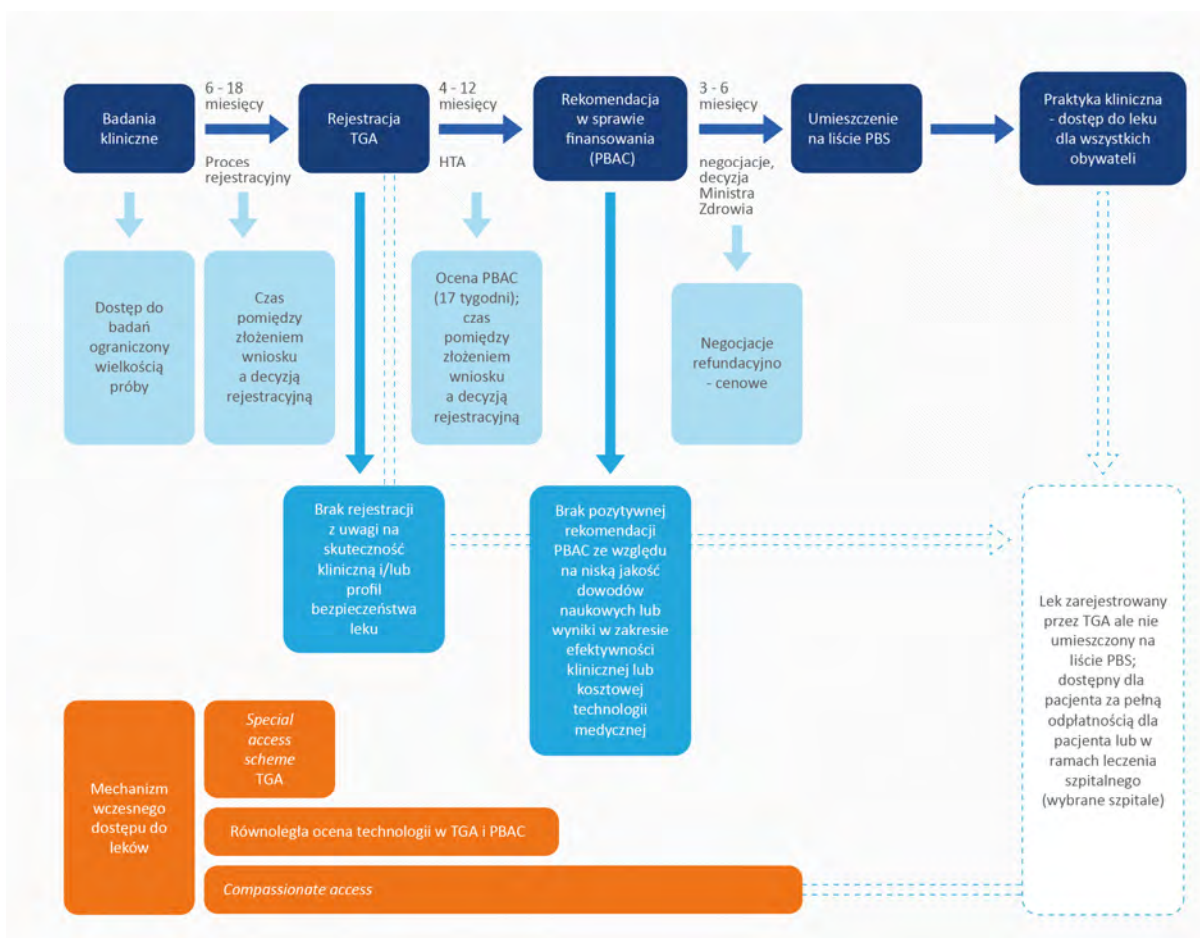 6 - 18
miesięcy
4 - 12
miesięcy
3 - 6
miesięcy
Badania
kliniczne
Rejestracja
TGA
Rekomendacja
w sprawie
finansowania
(PBAC)
Umieszczenie
na liście PBS
Praktyka kliniczna
- dostęp do leku
dla wszystkich
obywateli
Proces
rejestracyjny
HTA
negocjacje,
decyzja
Ministra
Zdrowia
Dostęp do
badań
ograniczony
wielkością
próby
Czas
pomiędzy
złożeniem
wniosku
a decyzją
rejestracyjną
Ocena PBAC
(17 tygodni);
czas
pomiędzy
złożeniem
wniosku
a decyzją
rejestracyjną
Negocjacje
refundacyjno
- cenowe
Brak rejestracji
z uwagi na
skuteczność
kliniczną i/lub
profil
bezpieczeństwa
leku
Brak pozytywnej
rekomendacji
PBAC ze względu
na niską jakość
dowodów
naukowych lub
wyniki w zakresie
efektywności
klinicznej lub
kosztowej
technologii
medycznej
Lek zarejestrowany
przez TGA ale nie
umieszczony na
liście PBS;
dostępny dla
pacjenta za pełną
odpłatnością dla
pacjenta lub w
ramach leczenia
szpitalnego
(wybrane szpitale)
Mechanizm
wczesnego
dostępu do
leków
Special
access
scheme
TGA
Równoległa ocena technologii w TGA i PBAC
Compassionate access